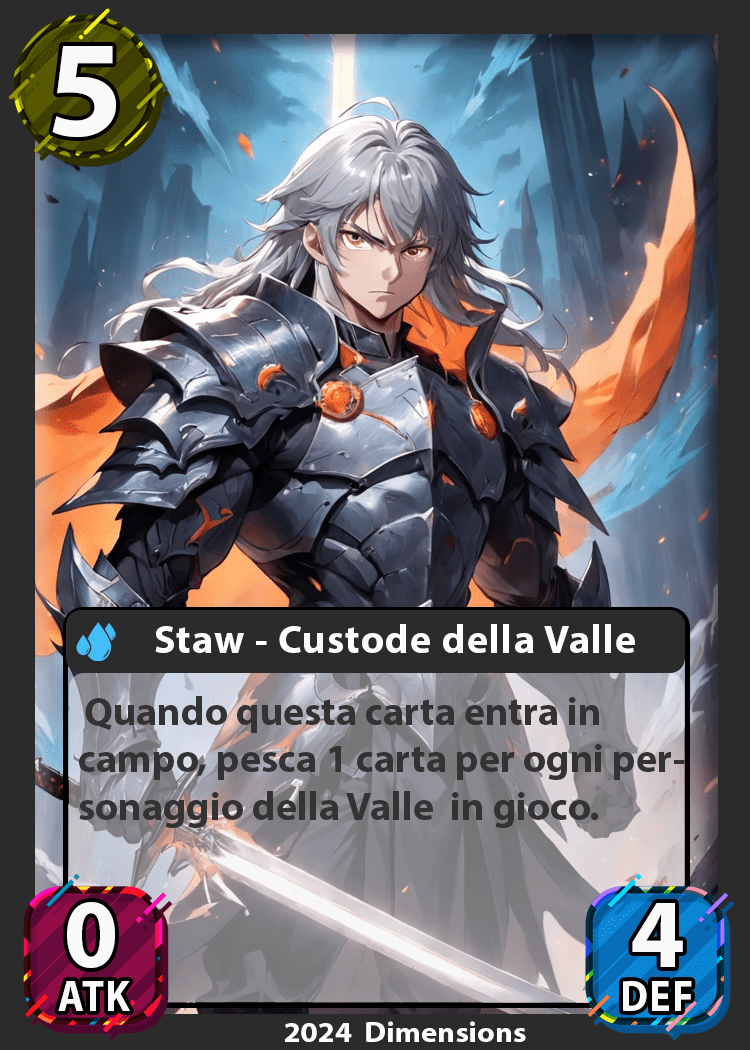 5
Staw - Custode della Valle
Quando questa carta entra in
campo, pesca 1 carta per ogni per-
sonaggio della Valle in gioco.
0
ATK
4
DEF
2024 Dimensions